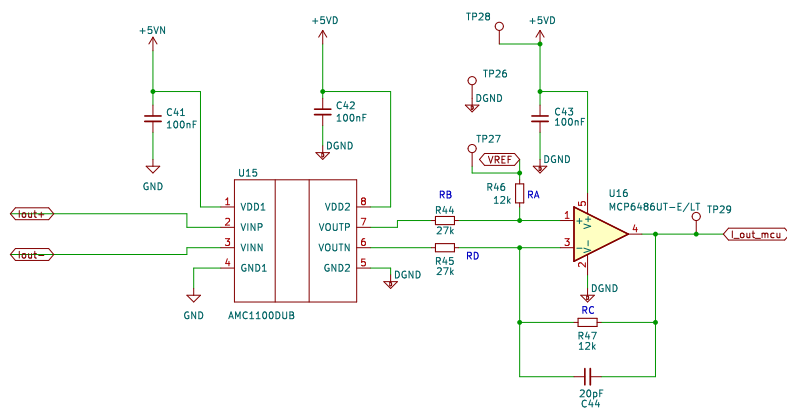 TP28
+5VD
+5VN
+5VD
TP26
DGND
C41
100nF
C42
100nF
C43
100nF
DGND
TP27
VREF
DGND
GND
U15
R46
12k
RA
U16
MCP6486UT-E/LT
TP29
1
VDD1
VDD2
8
RB
R44
27k
Iout+
2
VINP
VOUTP
7
1
+
5
V+
4
I_out_mcu
Iout-
3
VINN
VOUTN
6
R45
27k
RD
3
-
V-
2
4
GND1
GND2
5
DGND
GND
AMC1100DUB
DGND
RC
R47
12k
20pF
C44